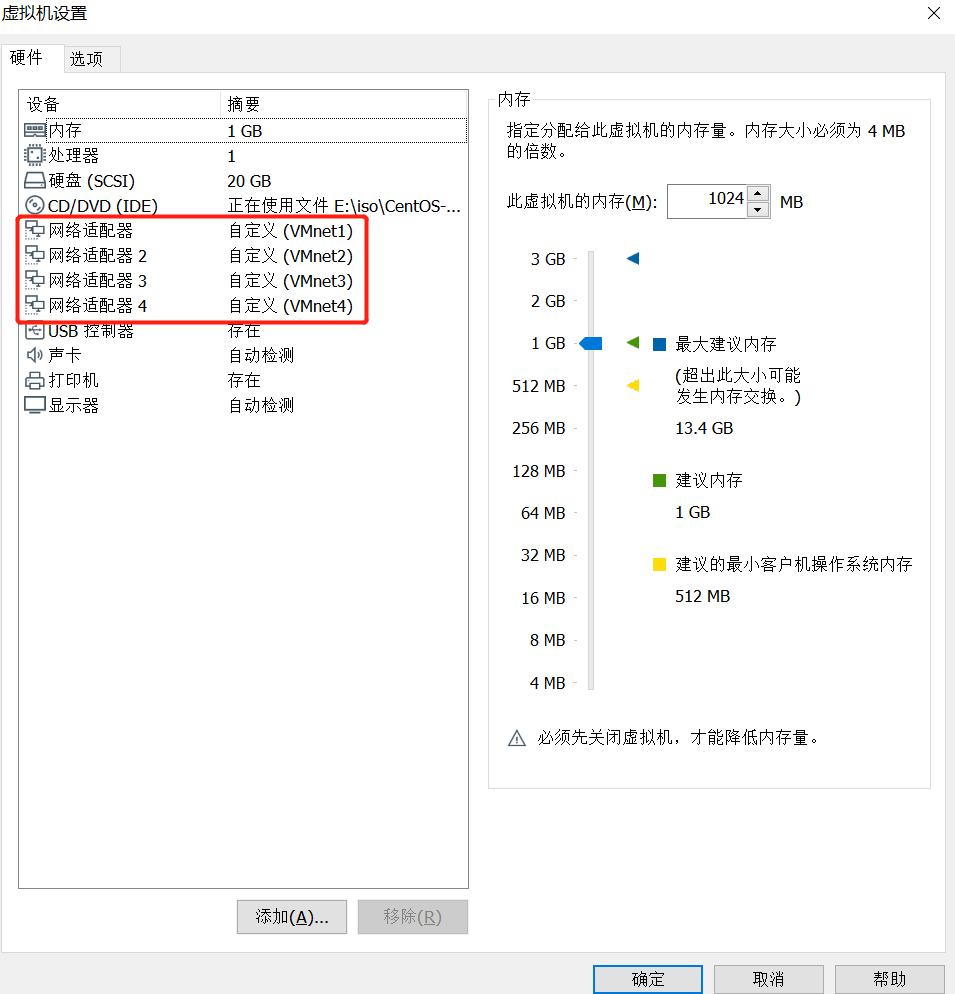 虚拟机设置
硬件
选项
设备 摘要
内存 1 GB
处理器 1
硬盘 (SCSI) 20 GB
CD/DVD (IDE) 正在使用文件 E:\iso\CentOS-...
网络适配器 自定义 (VMnet1)
网络适配器 2 自定义 (VMnet2)
网络适配器 3 自定义 (VMnet3)
网络适配器 4 自定义 (VMnet4)
USB 控制器 存在
声卡 自动检测
打印机 存在
显示器 自动检测
添加(A)...
移除(R)
内存
指定分配给此虚拟机的内存量。内存大小必须为 4 MB
的倍数。
此虚拟机的内存(M): 1024 MB
3 GB
2 GB
1 GB
512 MB
256 MB
128 MB
64 MB
32 MB
16 MB
8 MB
4 MB
最大建议内存
(超出此大小可能
发生内存交换。)
13.4 GB
建议内存
1 GB
建议的最小客户机操作系统内存
512 MB
必须先关闭虚拟机，才能降低内存量。
确定
取消
帮助